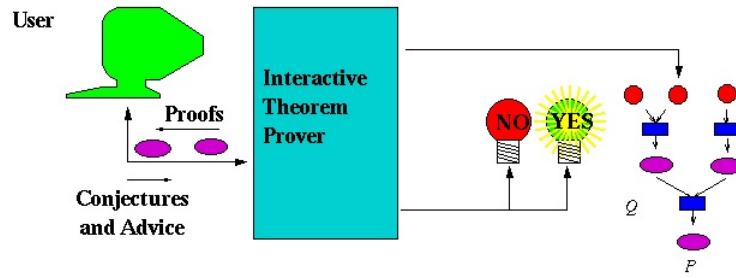 User
Interactive
Theorem
Prover
Proofs
Conjectures
and Advice
NO
YES
Q
P